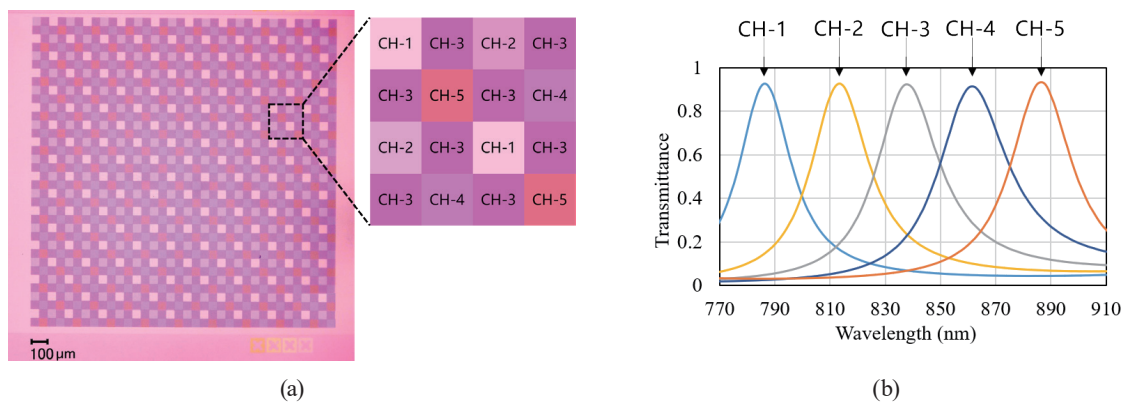 CH-1 CH-3 CH-2 CH-3
CH-3 CH-5 CH-3 CH-4
CH-2 CH-3 CH-1 CH-3
CH-3 CH-4 CH-3 CH-5
100 μm
(a)
CH-1 CH-2 CH-3 CH-4 CH-5
1
0.8
0.6
0.4
0.2
0
Transmittance
770 790 810 830 850 870 890 910
Wavelength (nm)
(b)